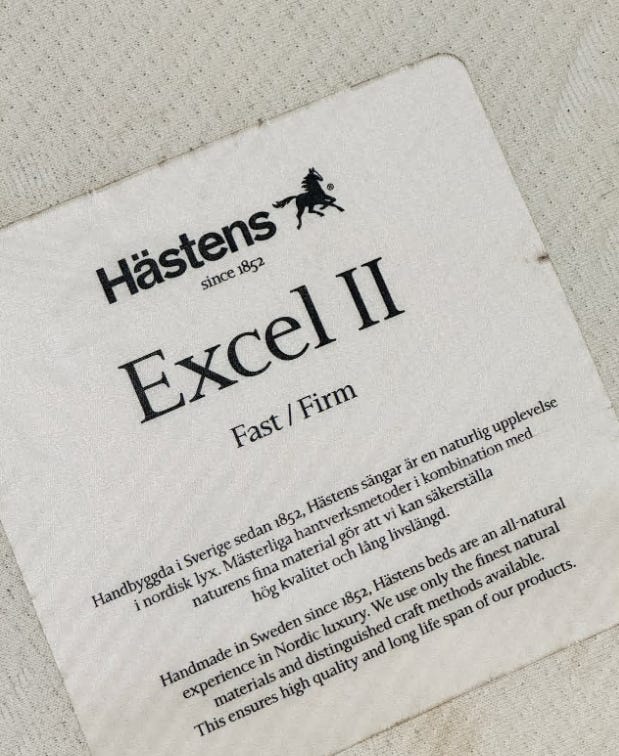 Hästens®
since 1852
Excel II
Fast / Firm
Handbyggda i Sverige sedan 1852, Hästens sängar är en naturlig upplevelse
i nordisk lyx. Mästerliga hantverksmetoder i kombination med
naturens fina material gör att vi kan säkerställa
hög kvalitet och lång livslängd.
Handmade in Sweden since 1852, Hästens beds are an all-natural
experience in Nordic luxury. We use only the finest natural
materials and distinguished craft methods available.
This ensures high quality and long life span of our products.